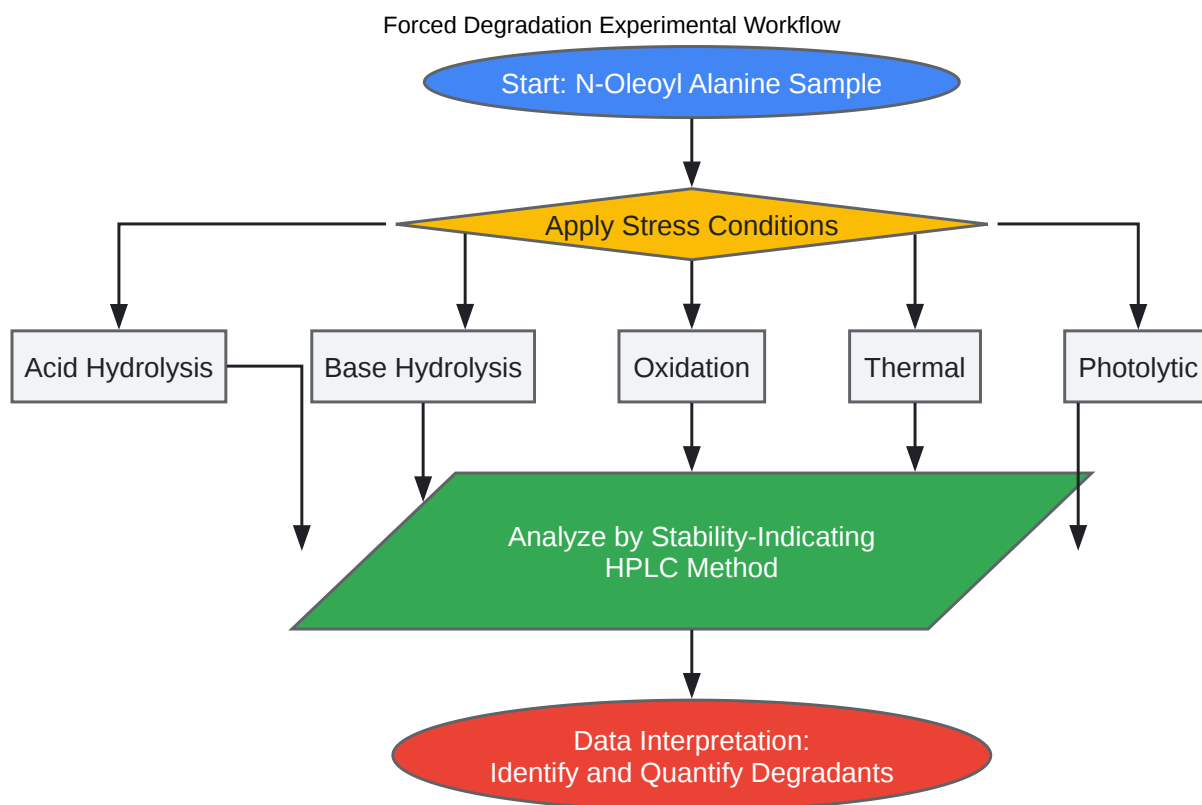 Forced Degradation Experimental Workflow
Start: N-Oleoyl Alanine Sample
Apply Stress Conditions
Acid Hydrolysis
Base Hydrolysis
Oxidation
Thermal
Photolytic
Analyze by Stability-Indicating
HPLC Method
Data Interpretation:
Identify and Quantify Degradants